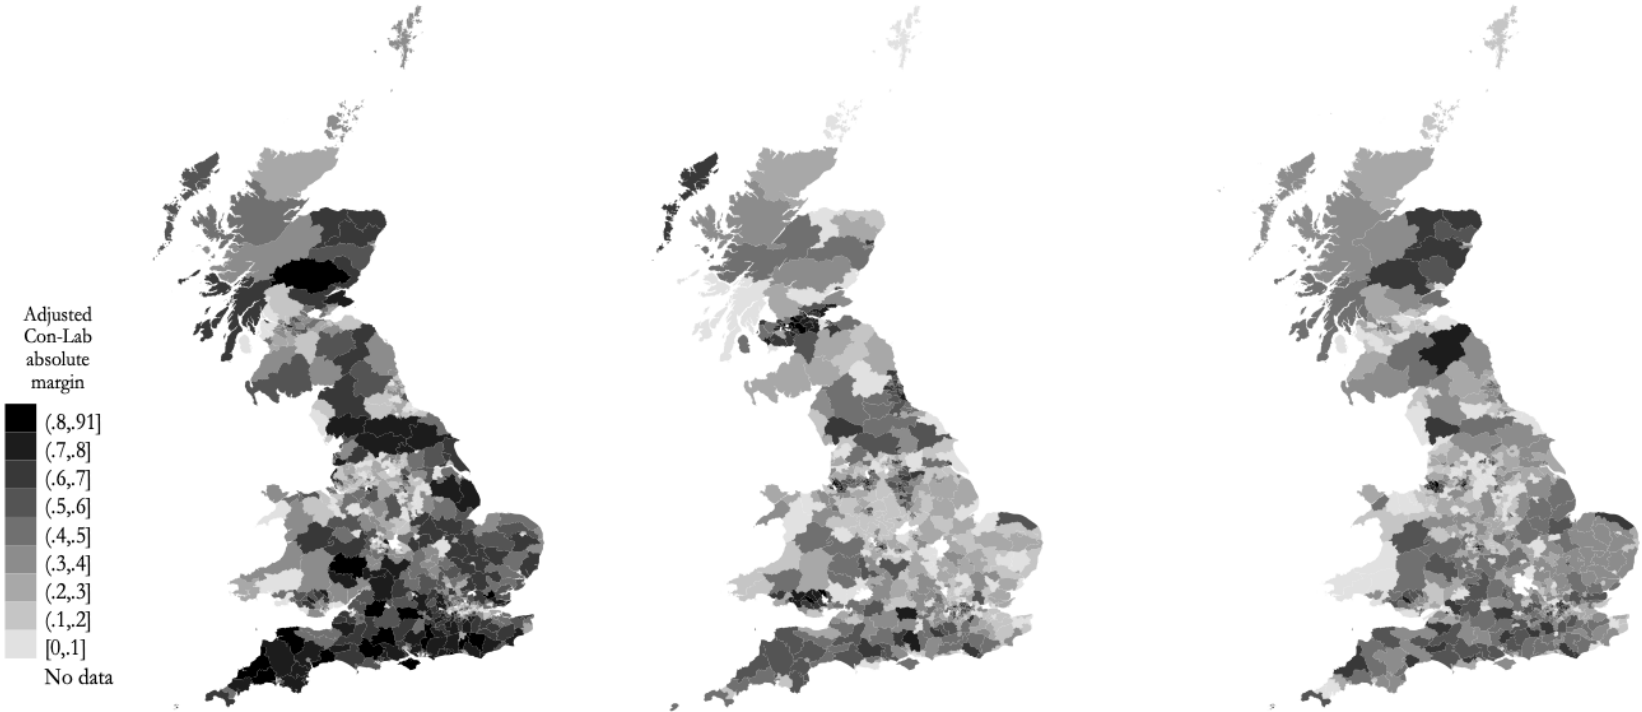 Adjusted
Con-Lab
absolute
margin
(.8,.91]
(.7,.8]
(.6,.7]
(.5,.6]
(.4,.5]
(.3,.4]
(.2,.3]
(.1,.2]
[0,.1]
No data